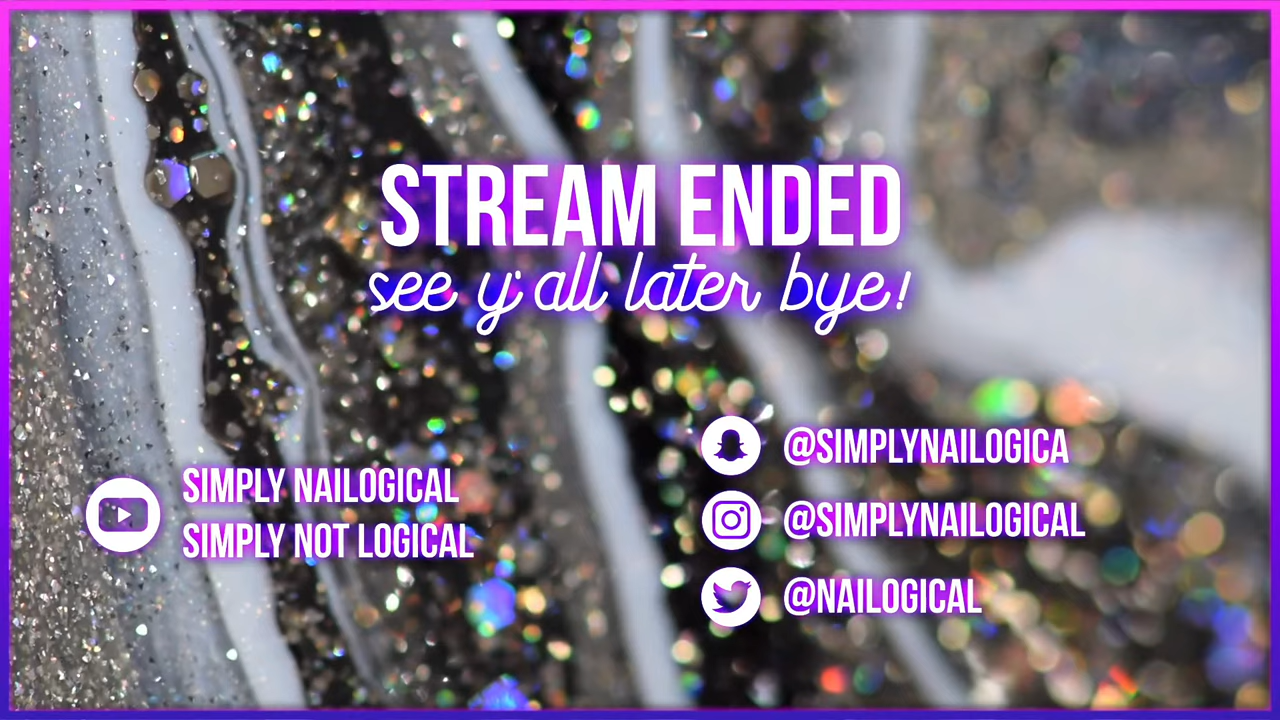 STREAM ENDED
see y'all later bye!
SIMPLY NAILOGICAL
SIMPLY NOT LOGICAL
@SIMPLYNAILOGICA
@SIMPLYNAILOGICAL
@NAILOGICAL